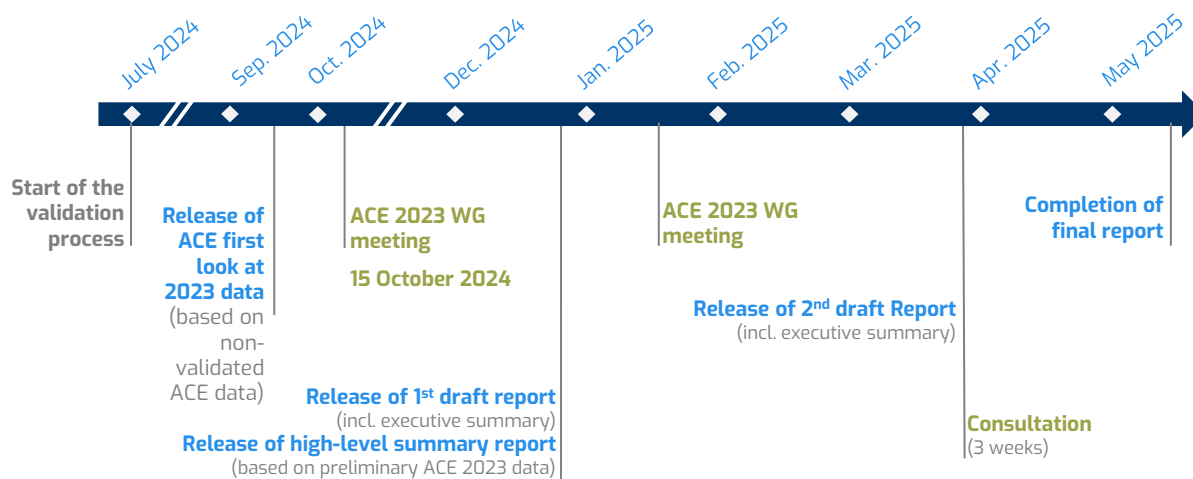 July 2024
Sep. 2024
Oct. 2024
Dec. 2024
Jan. 2025
Feb. 2025
Mar. 2025
Apr. 2025
May 2025
Start of the
validation
process
Release of
ACE first
look at
2023 data
(based on
non-
validated
ACE data)
ACE 2023 WG
meeting
15 October 2024
Release of 1st draft report
(incl. executive summary)
Release of high-level summary report
(based on preliminary ACE 2023 data)
ACE 2023 WG
meeting
Release of 2nd draft Report
(incl. executive summary)
Consultation
(3 weeks)
Completion of
final report